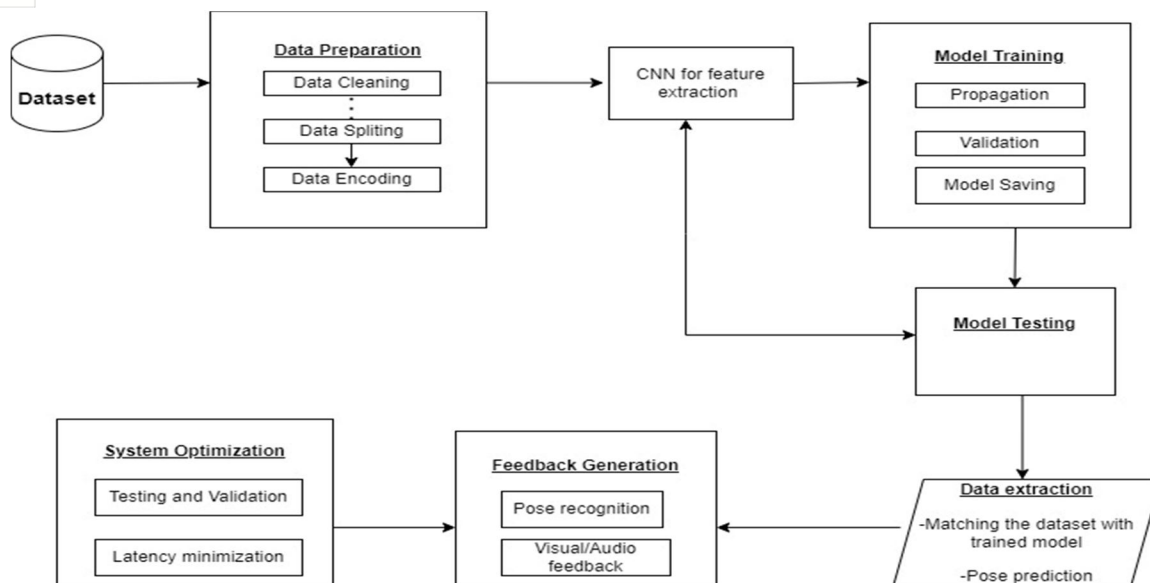 Dataset
Data Preparation
Data Cleaning
Data Spliting
Data Encoding
CNN for feature
extraction
Model Training
Propagation
Validation
Model Saving
Model Testing
System Optimization
Testing and Validation
Latency minimization
Feedback Generation
Pose recognition
Visual/Audio
feedback
Data extraction
-Matching the dataset with
trained model
-Pose prediction